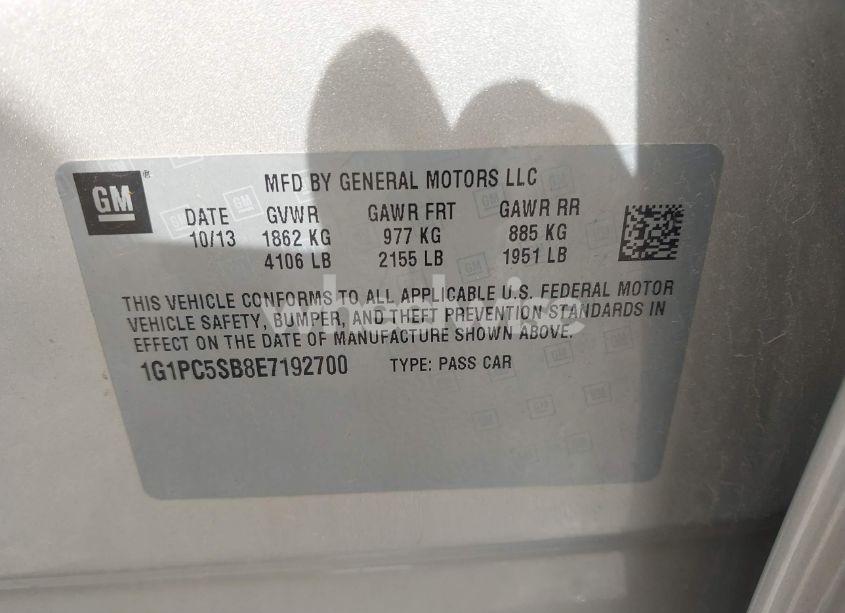 GM
MFD BY GENERAL MOTORS LLC
DATE GVWR GAWR FRT GAWR RR
10/13 1862 KG 977 KG 885 KG
4106 LB 2155 LB 1951 LB
THIS VEHICLE CONFORMS TO ALL APPLICABLE U.S. FEDERAL MOTOR
VEHICLE SAFETY, BUMPER, AND THEFT PREVENTION STANDARDS IN
EFFECT ON THE DATE OF MANUFACTURE SHOWN ABOVE.
1G1PC5SB8E7192700 TYPE: PASS CAR